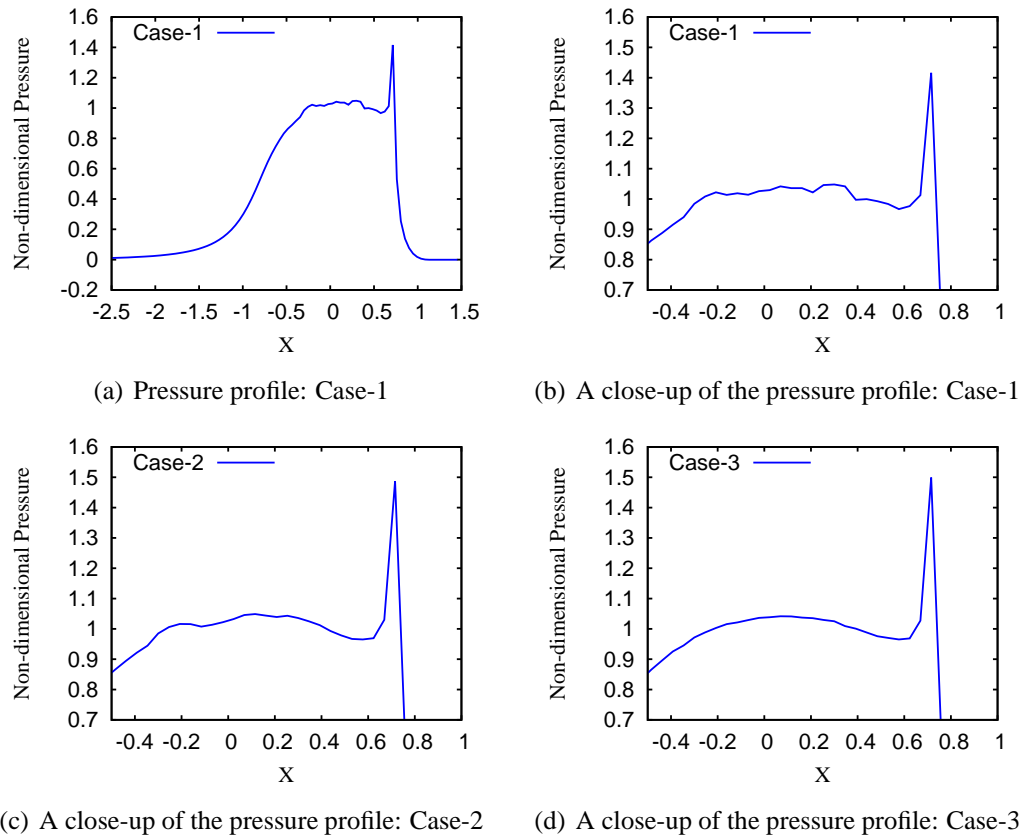 Non-dimensional Pressure
1.6
1.4
1.2
1
0.8
0.6
0.4
0.2
0
-0.2
Case-1
-2.5 -2 -1.5 -1 -0.5 0 0.5 1 1.5
X
(a) Pressure profile: Case-1
Non-dimensional Pressure
1.6
1.5
1.4
1.3
1.2
1.1
1
0.9
0.8
0.7
Case-1
-0.4 -0.2 0 0.2 0.4 0.6 0.8 1
X
(b) A close-up of the pressure profile: Case-1
Non-dimensional Pressure
1.6
1.5
1.4
1.3
1.2
1.1
1
0.9
0.8
0.7
Case-2
-0.4 -0.2 0 0.2 0.4 0.6 0.8 1
X
(c) A close-up of the pressure profile: Case-2
Non-dimensional Pressure
1.6
1.5
1.4
1.3
1.2
1.1
1
0.9
0.8
0.7
Case-3
-0.4 -0.2 0 0.2 0.4 0.6 0.8 1
X
(d) A close-up of the pressure profile: Case-3